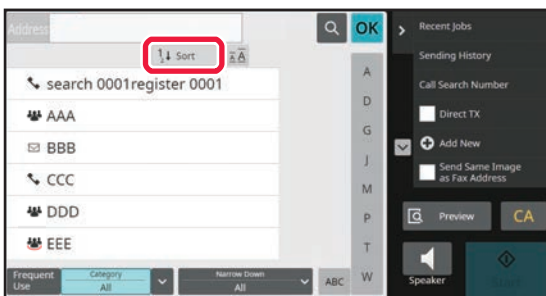 Address
OK
Sort
A A
search 0001register 0001
AAA
BBB
CCC
DDD
EEE
A
D
G
J
M
P
T
W
Frequent
Use
Category
All
Narrow Down
All
ABC
Recent Jobs
Sending History
Call Search Number
Direct TX
Add New
Send Same Image
as Fax Address
Preview
CA
Speaker
Start